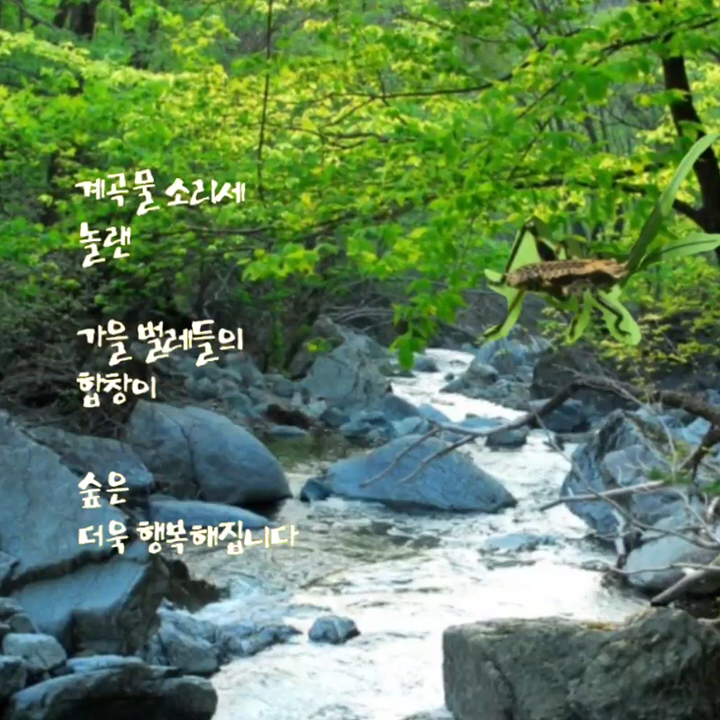 계곡물 소리세
놀랜
가을 벌레들의
합창이
숲은
더욱 행복해집니다